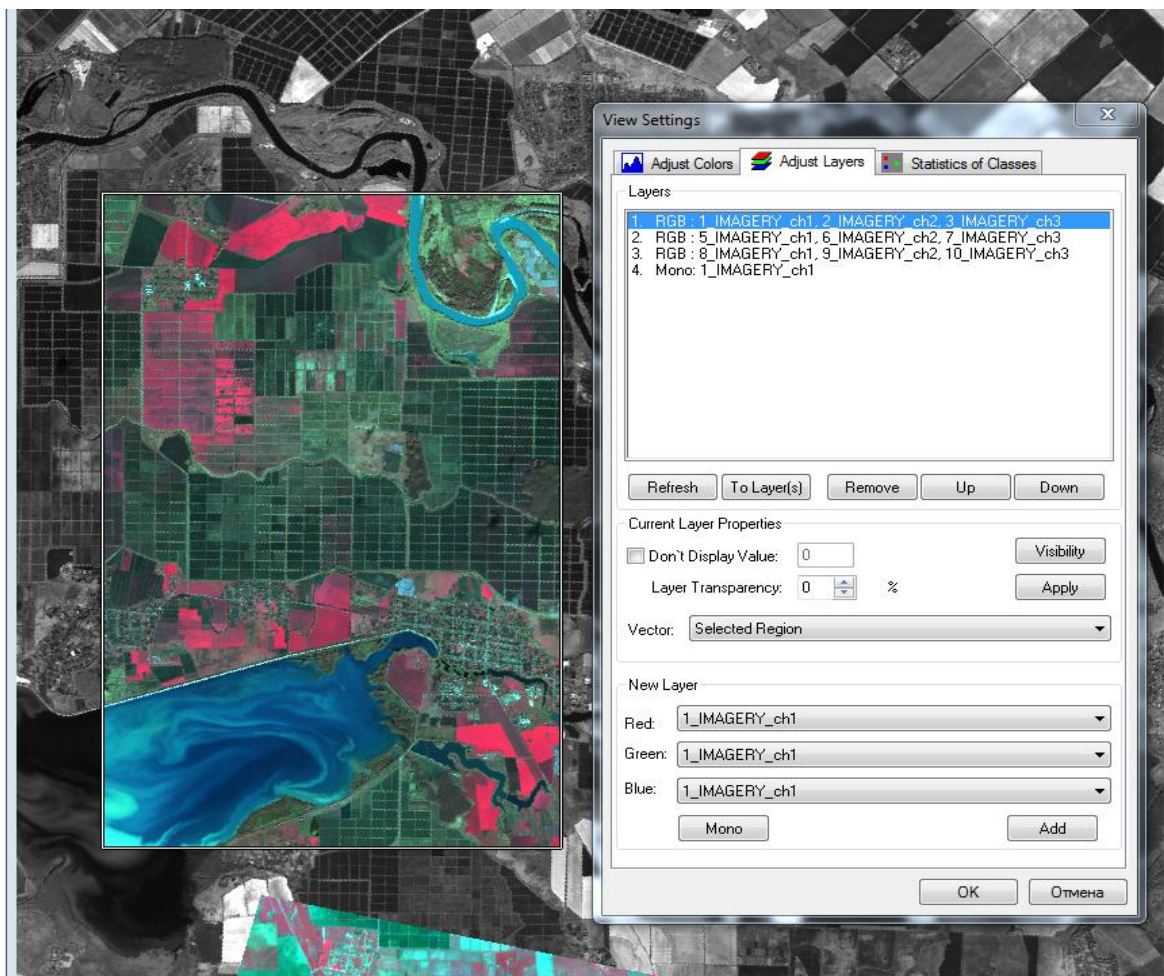 View Settings
Adjust Colors Adjust Layers Statistics of Classes
Layers
1. RGB : 1_IMAGERY_ch1, 2_IMAGERY_ch2, 3_IMAGERY_ch3
2. RGB : 5_IMAGERY_ch1, 6_IMAGERY_ch2, 7_IMAGERY_ch3
3. RGB : 8_IMAGERY_ch1, 9_IMAGERY_ch2, 10_IMAGERY_ch3
4. Mono: 1_IMAGERY_ch1
Refresh To Layer(s) Remove Up Down
Current Layer Properties
Don`t Display Value: 0 Visibility
Layer Transparency: 0 % Apply
Vector: Selected Region
New Layer
Red: 1_IMAGERY_ch1
Green: 1_IMAGERY_ch1
Blue: 1_IMAGERY_ch1
Mono Add
OK Отмена